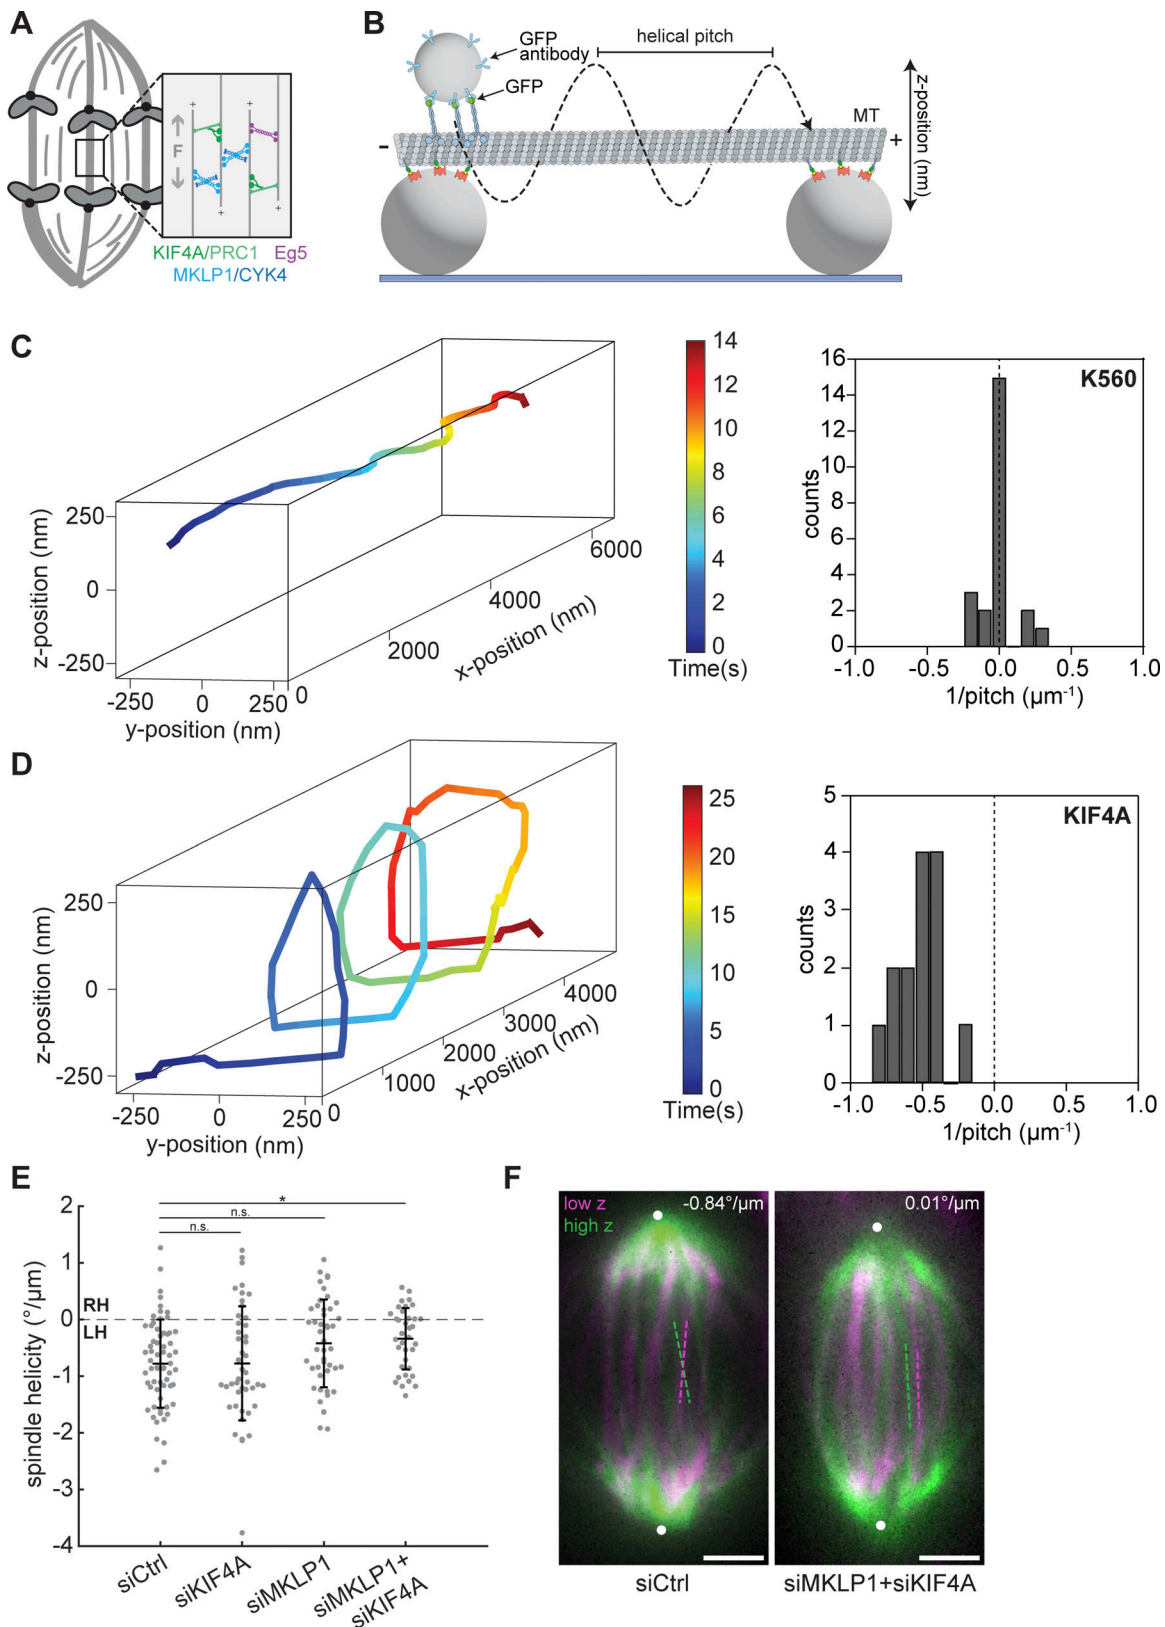 A
F
+
+
+
+
KIF4A/PRC1 Eg5
MKLP1/CYK4
B
GFP
antibody
GFP
helical pitch
MT
-
+
z-position (nm)
C
250
0
-250
z-position (nm)
-250 0 250
y-position (nm)
0
2000
4000
6000
x-position (nm)
14
12
10
8
6
4
2
0
Time(s)
K560
16
14
12
10
8
6
4
2
0
counts
-1.0 -0.5 0.0 0.5 1.0
1/pitch (µm-1)
D
250
0
-250
z-position (nm)
-250 0 250
y-position (nm)
0
1000
2000
3000
4000
x-position (nm)
25
20
15
10
5
0
Time(s)
KIF4A
5
4
3
2
1
0
counts
-1.0 -0.5 0.0 0.5 1.0
1/pitch (µm-1)
E
2
1
0
-1
-2
-3
-4
spindle helicity (°/µm)
RH
LH
n.s.
n.s.
*
siCtrl
siKIF4A
siMKLP1
siMKLP1+
siKIF4A
F
low z
high z
-0.84°/µm
0.01°/µm
siCtrl
siMKLP1+siKIF4A